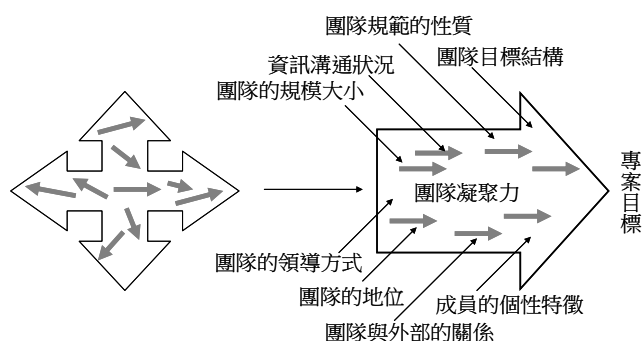 團隊規範的性質
資訊溝通狀況
團隊目標結構
團隊的規模大小
團隊凝聚力
專案目標
團隊的領導方式
團隊的地位
成員的個性特徵
團隊與外部的關係